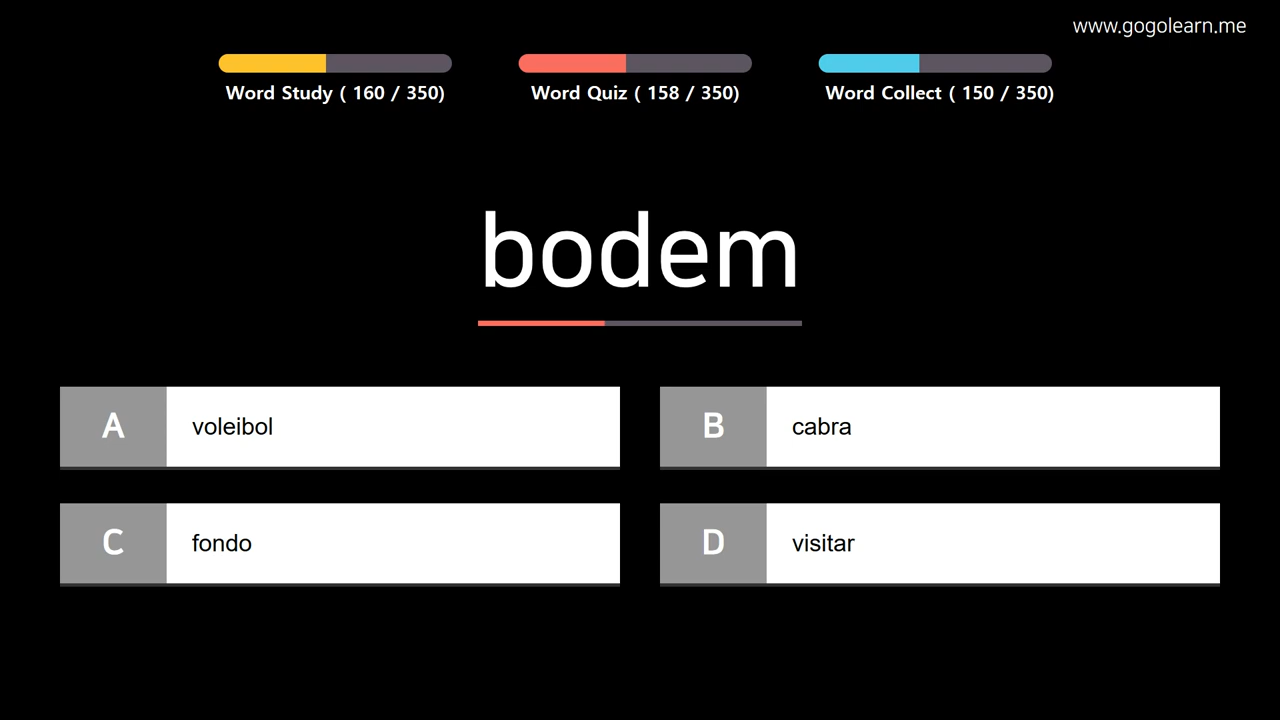 www.gogolearn.me
Word Study ( 160 / 350)
Word Quiz ( 158 / 350)
Word Collect ( 150 / 350)
bodem
A voleibol
B cabra
C fondo
D visitar